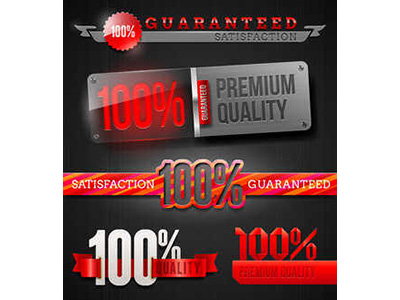 100% GUARANTEED
SATISFACTION
100% GUARANTEED PREMIUM
QUALITY
SATISFACTION 100% GUARANTEED
100%
QUALITY
100%
PREMIUM QUALITY